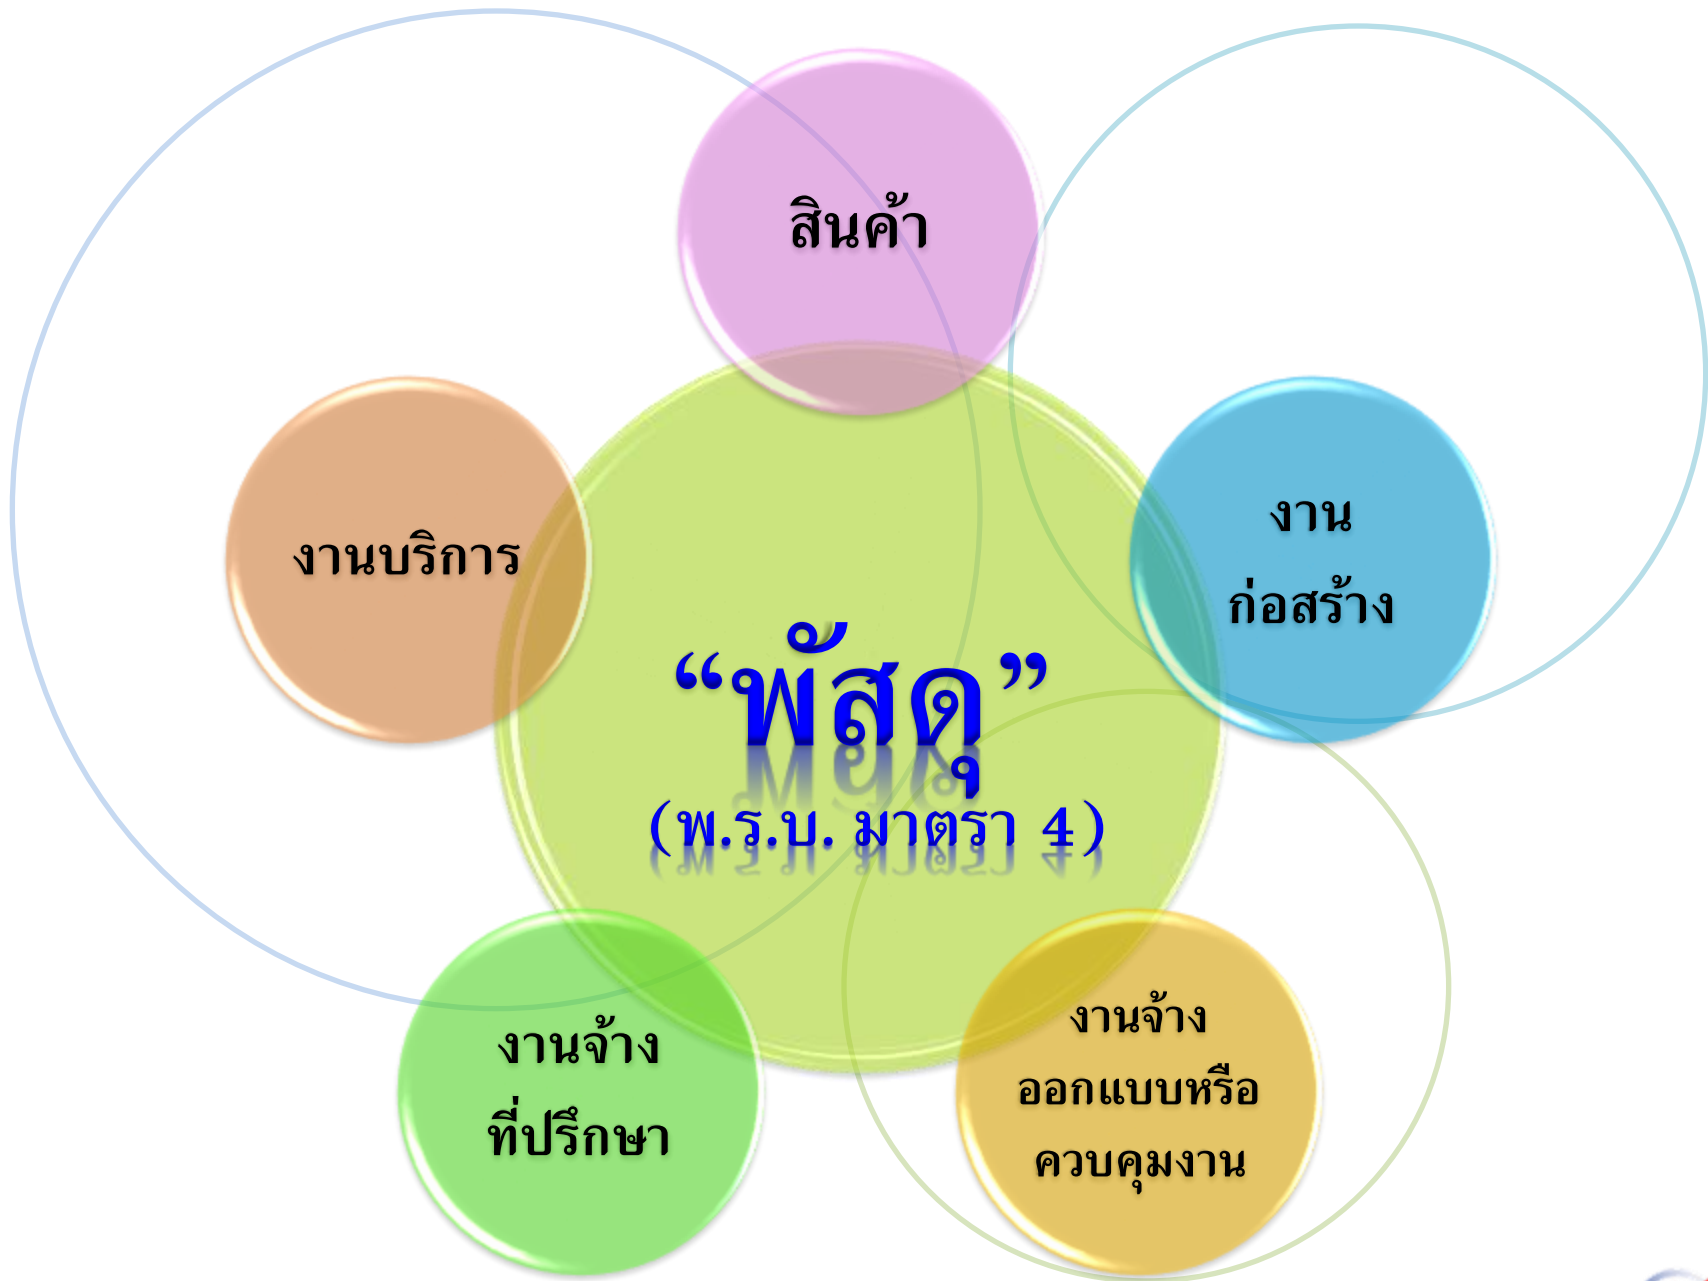 สินค้า
งานบริการ
งาน
ก่อสร้าง
“พัสดุ”
(พ.ร.บ. มาตรา 4)
งานจ้าง
ที่ปรึกษา
งานจ้าง
ออกแบบหรือ
ควบคุมงาน